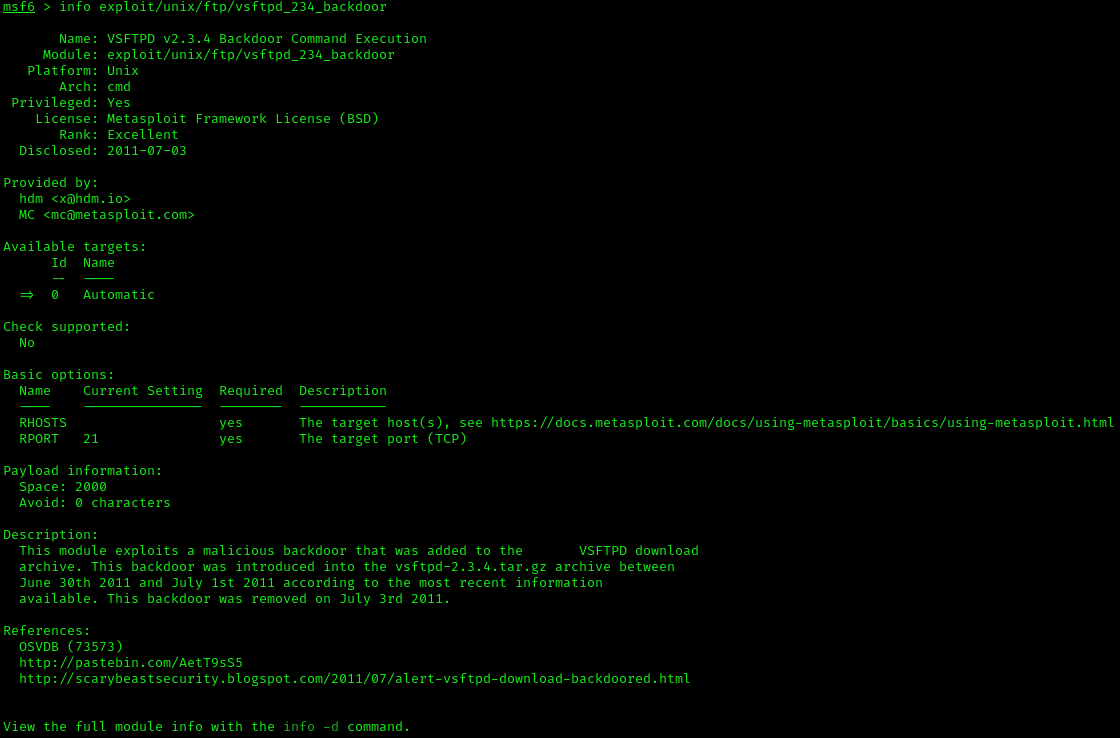 msf6 > info exploit/unix/ftp/vsftpd_234_backdoor
Name: VSFTPD v2.3.4 Backdoor Command Execution
Module: exploit/unix/ftp/vsftpd_234_backdoor
Platform: Unix
Arch: cmd
Privileged: Yes
License: Metasploit Framework License (BSD)
Rank: Excellent
Disclosed: 2011-07-03
Provided by:
hdm <x@hdm.io>
MC <mc@metasploit.com>
Available targets:
Id  Name
--  ----
=>  0   Automatic
Check supported:
No
Basic options:
Name    Current Setting  Required  Description
----    ---------------  --------  -----------
RHOSTS                   yes       The target host(s), see https://docs.metasploit.com/docs/using-metasploit/basics/using-metasploit.html
RPORT   21               yes       The target port (TCP)
Payload information:
Space: 2000
Avoid: 0 characters
Description:
This module exploits a malicious backdoor that was added to the       VSFTPD download
archive. This backdoor was introduced into the vsftpd-2.3.4.tar.gz archive between
June 30th 2011 and July 1st 2011 according to the most recent information
available. This backdoor was removed on July 3rd 2011.
References:
OSVDB (73573)
http://pastebin.com/AetT9sS5
http://scarybeastsecurity.blogspot.com/2011/07/alert-vsftpd-download-backdoored.html
View the full module info with the info -d command.